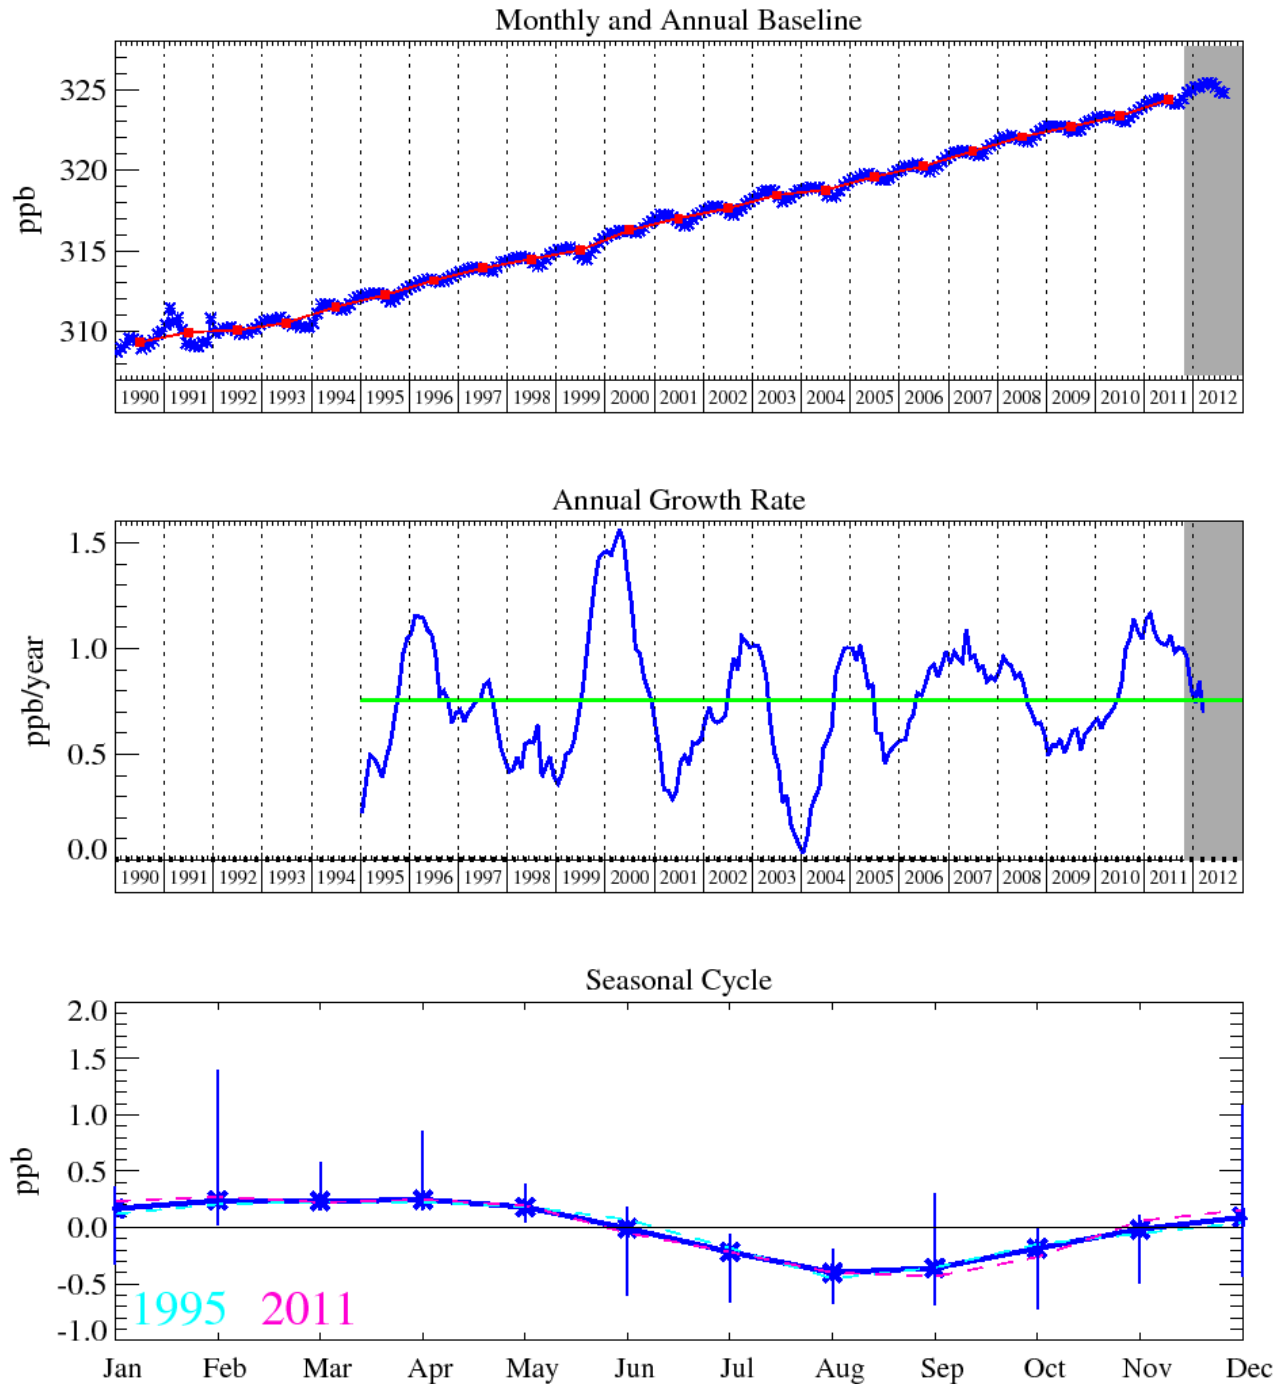 Monthly and Annual Baseline
325
320
315
310
ppb
1990 1991 1992 1993 1994 1995 1996 1997 1998 1999 2000 2001 2002 2003 2004 2005 2006 2007 2008 2009 2010 2011 2012
Annual Growth Rate
1.5
1.0
0.5
0.0
ppb/year
1990 1991 1992 1993 1994 1995 1996 1997 1998 1999 2000 2001 2002 2003 2004 2005 2006 2007 2008 2009 2010 2011 2012
Seasonal Cycle
2.0
1.5
1.0
0.5
0.0
-0.5
-1.0
ppb
1995 2011
Jan Feb Mar Apr May Jun Jul Aug Sep Oct Nov Dec